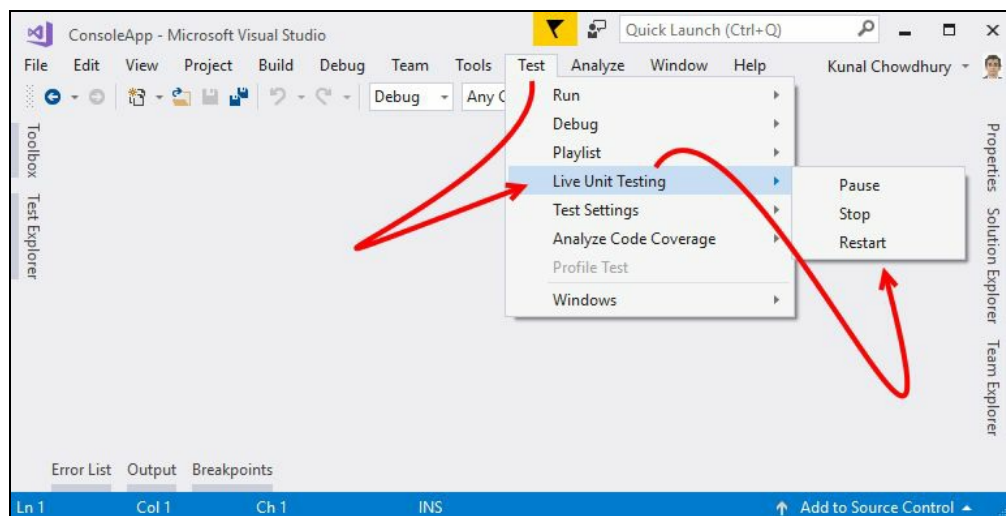 ConsoleApp - Microsoft Visual Studio
Quick Launch (Ctrl+Q)
File Edit View Project Build Debug Team Tools Test Analyze Window Help Kunal Chowdhury
Debug Any
Run
Debug
Playlist
Live Unit Testing
Test Settings
Analyze Code Coverage
Profile Test
Windows
Pause
Stop
Restart
Toolbox
Test Explorer
Properties
Solution Explorer
Team Explorer
Error List Output Breakpoints
Ln 1 Col 1 Ch 1 INS Add to Source Control